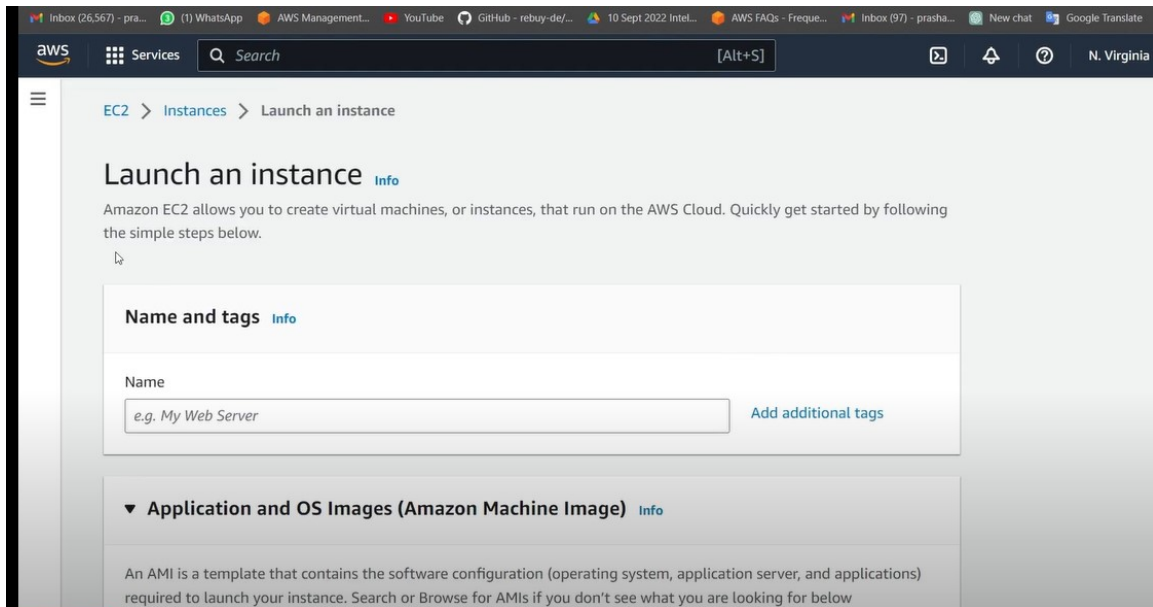 Inbox (26,567) - pra... (1) WhatsApp AWS Management... YouTube GitHub - rebuy-de/... 10 Sept 2022 Intel... AWS FAQs - Freque... Inbox (97) - prasha... New chat Google Translate
aws Services Search [Alt+S] N. Virginia
EC2 > Instances > Launch an instance
Launch an instance Info
Amazon EC2 allows you to create virtual machines, or instances, that run on the AWS Cloud. Quickly get started by following
the simple steps below.
Name and tags Info
Name
e.g. My Web Server Add additional tags
Application and OS Images (Amazon Machine Image) Info
An AMI is a template that contains the software configuration (operating system, application server, and applications)
required to launch your instance. Search or Browse for AMIs if you don't see what you are looking for below